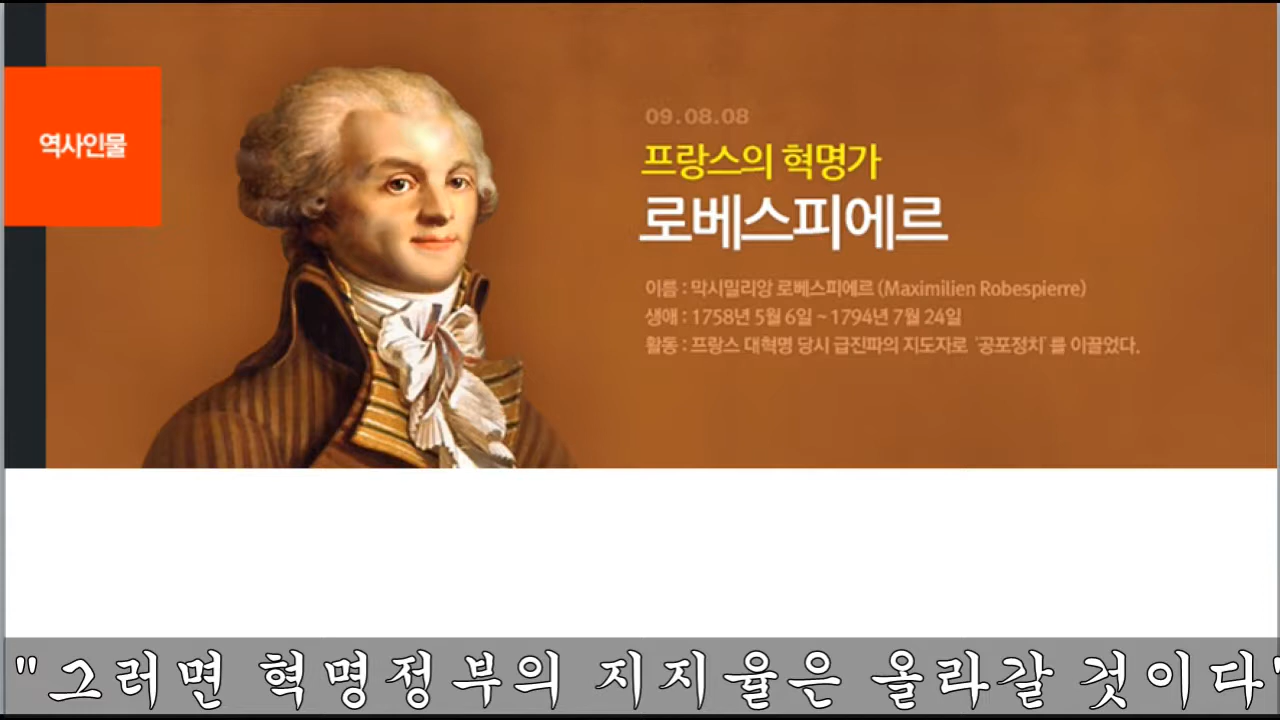 역사인물
09.08.08
프랑스의 혁명가
로베스피에르
이름 : 막시밀리앙 로베스피에르 (Maximilien Robespierre)
생애 : 1758년 5월 6일 ~ 1794년 7월 24일
활동 : 프랑스 대혁명 당시 급진파의 지도자로 '공포정치'를 이끌었다.
"그러면 혁명정부의 지지율은 올라갈 것이다"